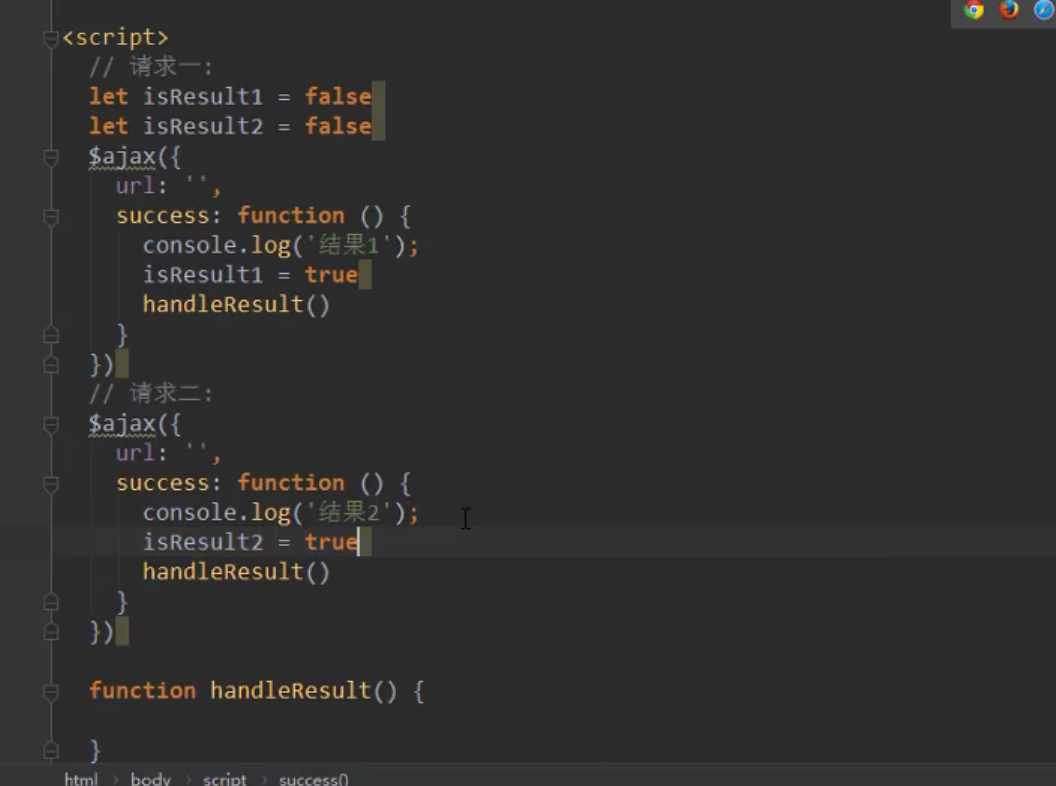 <script>
// 请求一:
let isResult1 = false
let isResult2 = false
$ajax({
url: '',
success: function () {
console.log('结果1');
isResult1 = true
handleResult()
}
})
// 请求二:
$ajax({
url: '',
success: function () {
console.log('结果2');
isResult2 = true
handleResult()
}
})
function handleResult() {
}
html › body › script › success()